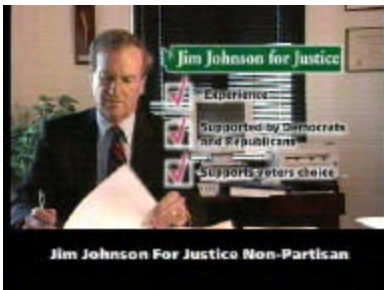 Jim Johnson for Justice
Experience
Supported by Democrats
and Republicans
Supports voters choice
Jim Johnson For Justice Non-Partisan